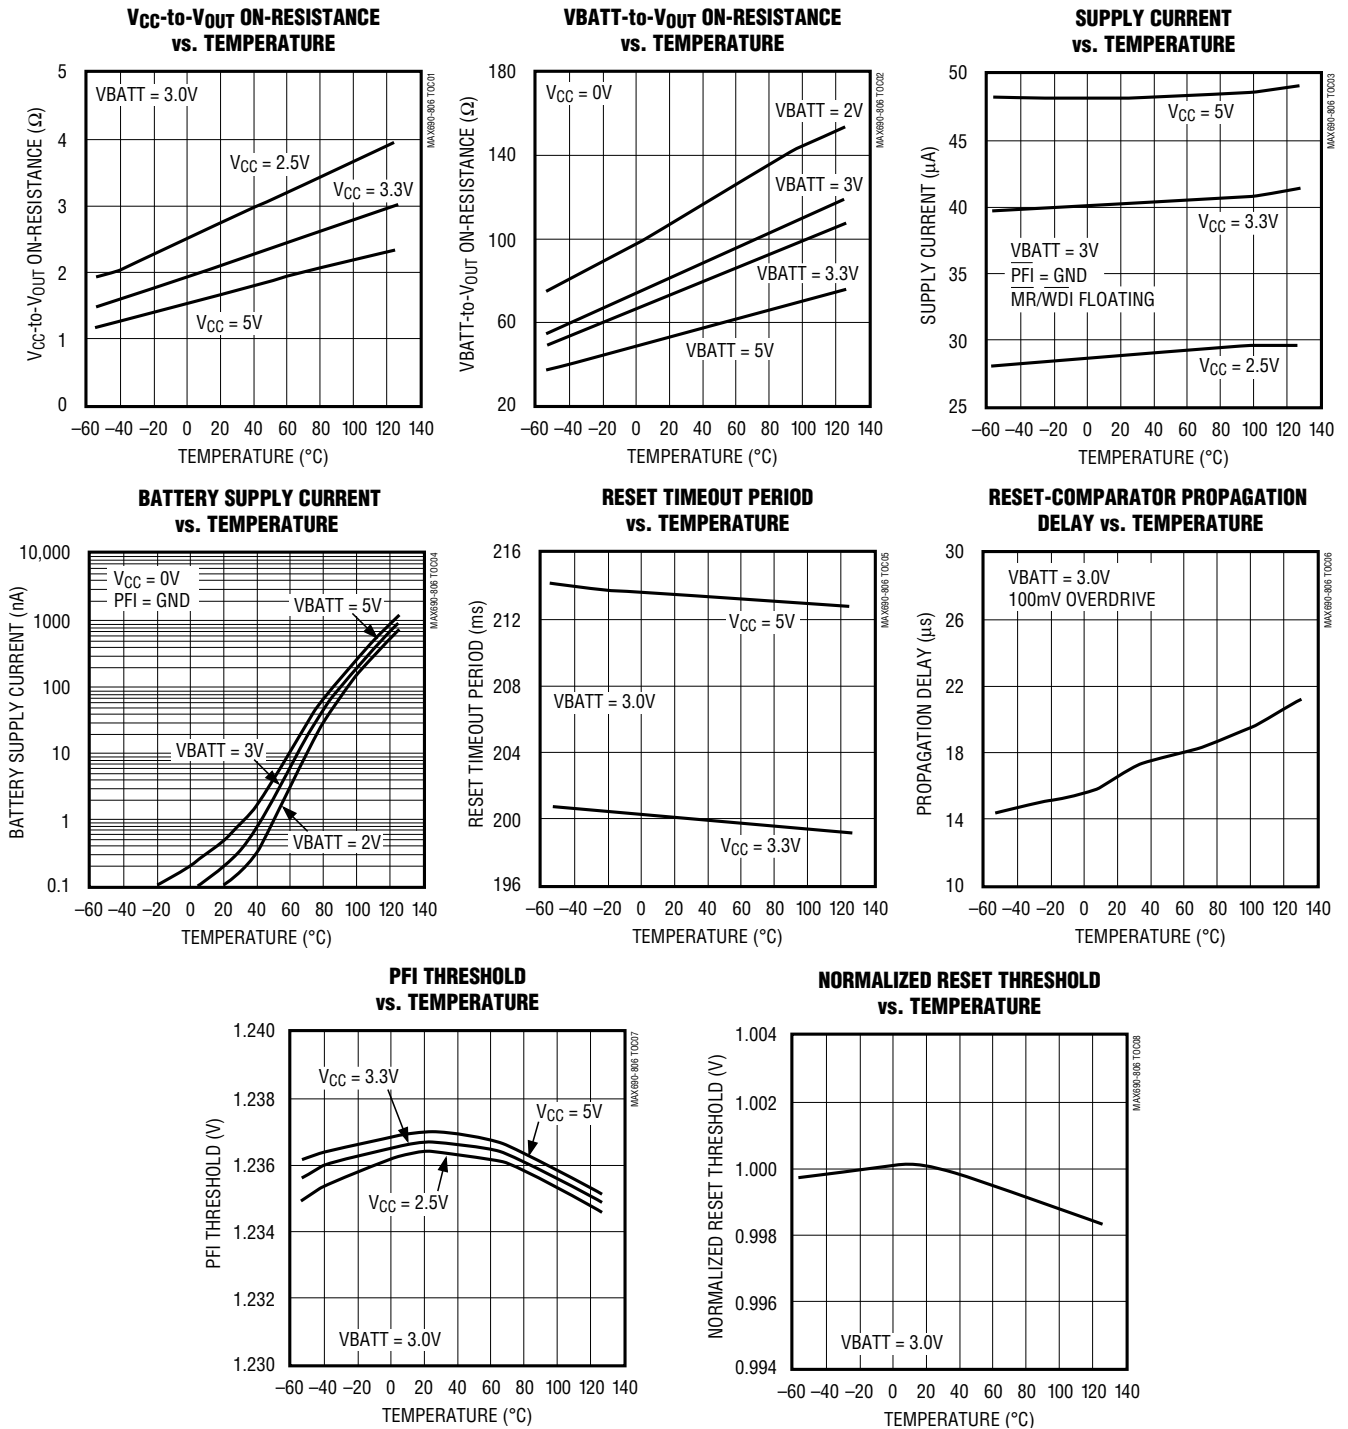 VCC-to-VOUT ON-RESISTANCE
vs. TEMPERATURE
5
4
3
2
1
0
VCC-to-VOUT ON-RESISTANCE (Ω)
VBATT = 3.0V
VCC = 2.5V
VCC = 3.3V
VCC = 5V
MAX690-806 TOC01
–60 –40 –20 0 20 40 60 80 100 120 140
TEMPERATURE (°C)
VBATT-to-VOUT ON-RESISTANCE
vs. TEMPERATURE
180
140
100
60
20
VBATT-to-VOUT ON-RESISTANCE (Ω)
VCC = 0V
VBATT = 2V
VBATT = 3V
VBATT = 3.3V
VBATT = 5V
MAX690-806 TOC02
–60 –40 –20 0 20 40 60 80 100 120 140
TEMPERATURE (°C)
SUPPLY CURRENT
vs. TEMPERATURE
50
45
40
35
30
25
SUPPLY CURRENT (µA)
VCC = 5V
VCC = 3.3V
VBATT = 3V
PFI = GND
MR/WDI FLOATING
VCC = 2.5V
MAX690-806 TOC03
–60 –40 –20 0 20 40 60 80 100 120 140
TEMPERATURE (°C)
BATTERY SUPPLY CURRENT
vs. TEMPERATURE
10,000
1000
100
10
1
0.1
BATTERY SUPPLY CURRENT (nA)
VCC = 0V
PFI = GND
VBATT = 5V
VBATT = 3V
VBATT = 2V
MAX690-806 TOC04
–60 –40 –20 0 20 40 60 80 100 120 140
TEMPERATURE (°C)
RESET TIMEOUT PERIOD
vs. TEMPERATURE
216
212
208
204
200
196
RESET TIMEOUT PERIOD (ms)
VCC = 5V
VBATT = 3.0V
VCC = 3.3V
MAX690-806 TOC05
–60 –40 –20 0 20 40 60 80 100 120 140
TEMPERATURE (°C)
RESET-COMPARATOR PROPAGATION
DELAY vs. TEMPERATURE
30
26
22
18
14
10
PROPAGATION DELAY (µs)
VBATT = 3.0V
100mV OVERDRIVE
MAX690-806 TOC06
–60 –40 –20 0 20 40 60 80 100 120 140
TEMPERATURE (°C)
PFI THRESHOLD
vs. TEMPERATURE
1.240
1.238
1.236
1.234
1.232
1.230
PFI THRESHOLD (V)
VCC = 3.3V
VCC = 5V
VCC = 2.5V
VBATT = 3.0V
MAX690-806 TOC07
–60 –40 –20 0 20 40 60 80 100 120 140
TEMPERATURE (°C)
NORMALIZED RESET THRESHOLD
vs. TEMPERATURE
1.004
1.002
1.000
0.998
0.996
0.994
NORMALIZED RESET THRESHOLD (V)
VBATT = 3.0V
MAX690-806 TOC08
–60 –40 –20 0 20 40 60 80 100 120 140
TEMPERATURE (°C)